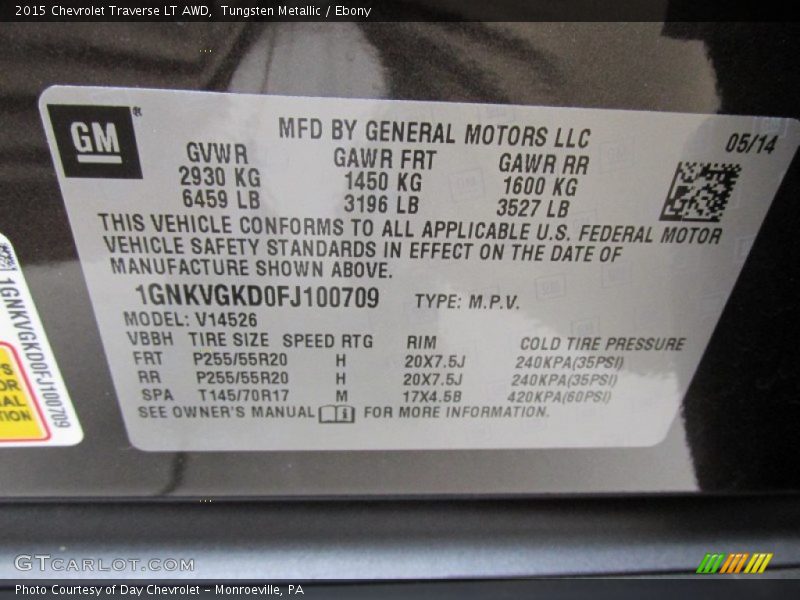 2015 Chevrolet Traverse LT AWD, Tungsten Metallic / Ebony
GM
MFD BY GENERAL MOTORS LLC
05/14
GVWR GAWR FRT GAWR RR
2930 KG 1450 KG 1600 KG
6459 LB 3196 LB 3527 LB
THIS VEHICLE CONFORMS TO ALL APPLICABLE U.S. FEDERAL MOTOR
VEHICLE SAFETY STANDARDS IN EFFECT ON THE DATE OF
MANUFACTURE SHOWN ABOVE.
1GNKVGKD0FJ100709 TYPE: M.P.V.
MODEL: V14526
VBBH TIRE SIZE SPEED RTG RIM COLD TIRE PRESSURE
FRT P255/55R20 H 20X7.5J 240KPA(35PSI)
RR P255/55R20 H 20X7.5J 240KPA(35PSI)
SPA T145/70R17 M 17X4.5B 420KPA(60PSI)
SEE OWNER'S MANUAL FOR MORE INFORMATION.
1GNKVGKD0FJ100709
GTCARLOT.COM
Photo Courtesy of Day Chevrolet - Monroeville, PA